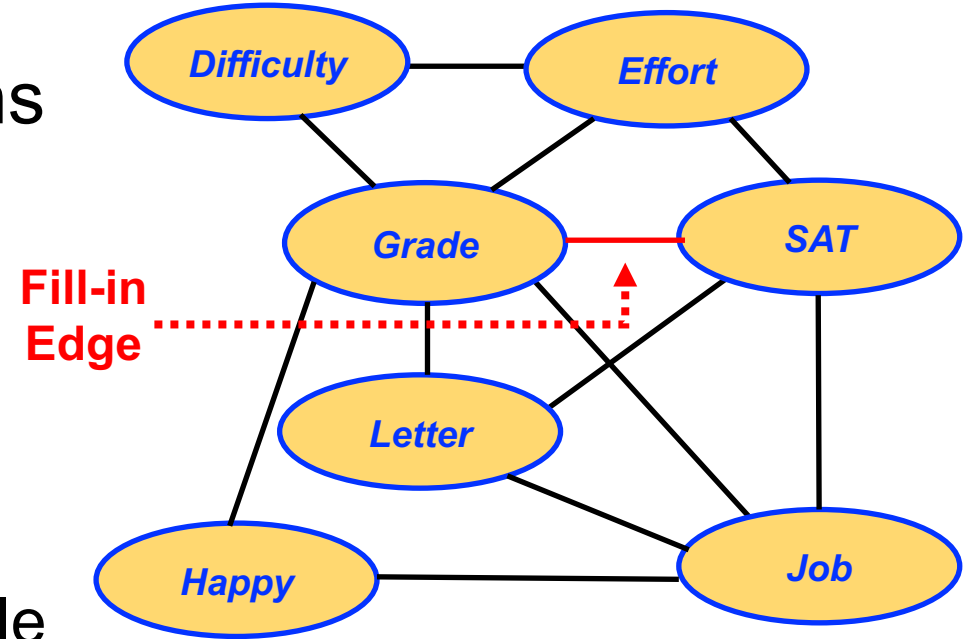 Difficulty
Effort
Grade
SAT
Fill-in
Edge
Letter
Happy
Job